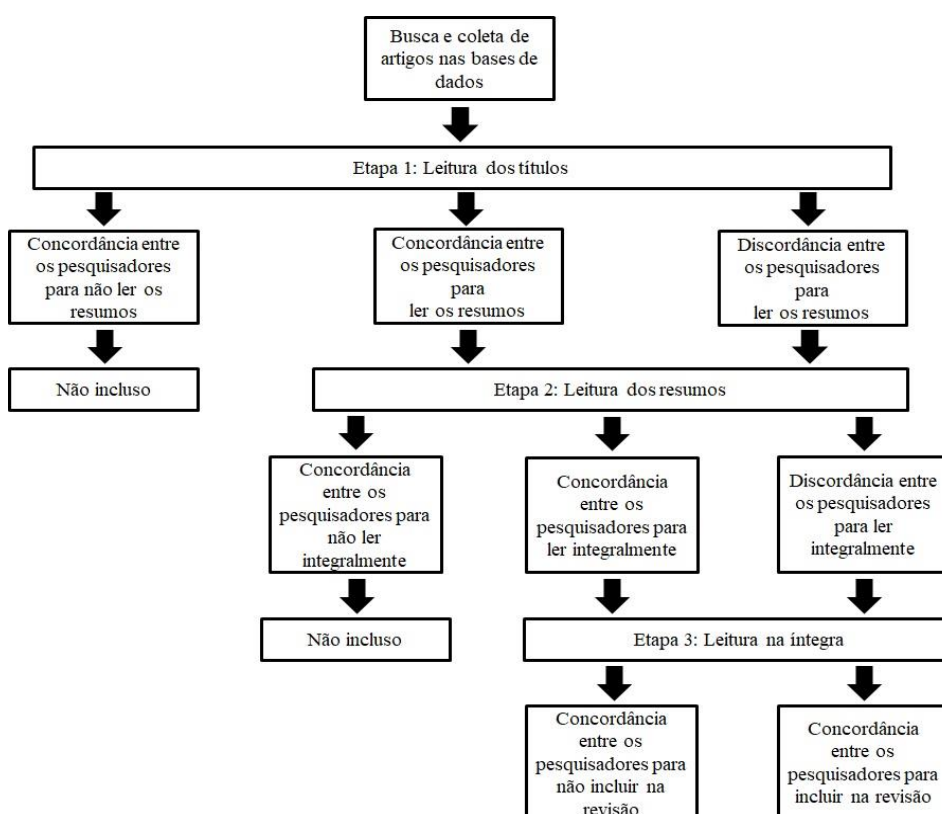 Busca e coleta de
artigos nas bases de
dados
Etapa 1: Leitura dos títulos
Concordância entre
os pesquisadores
para não ler os
resumos
Concordância entre
os pesquisadores
para
ler os resumos
Discordância entre
os pesquisadores
para
ler os resumos
Não incluso
Etapa 2: Leitura dos resumos
Concordância
entre os
pesquisadores para
não ler
integralmente
Concordância
entre os
pesquisadores para
ler integralmente
Discordância entre
os pesquisadores
para ler
integralmente
Não incluso
Etapa 3: Leitura na íntegra
Concordância
entre os
pesquisadores para
não incluir na
revisão
Concordância
entre os
pesquisadores para
incluir na revisão